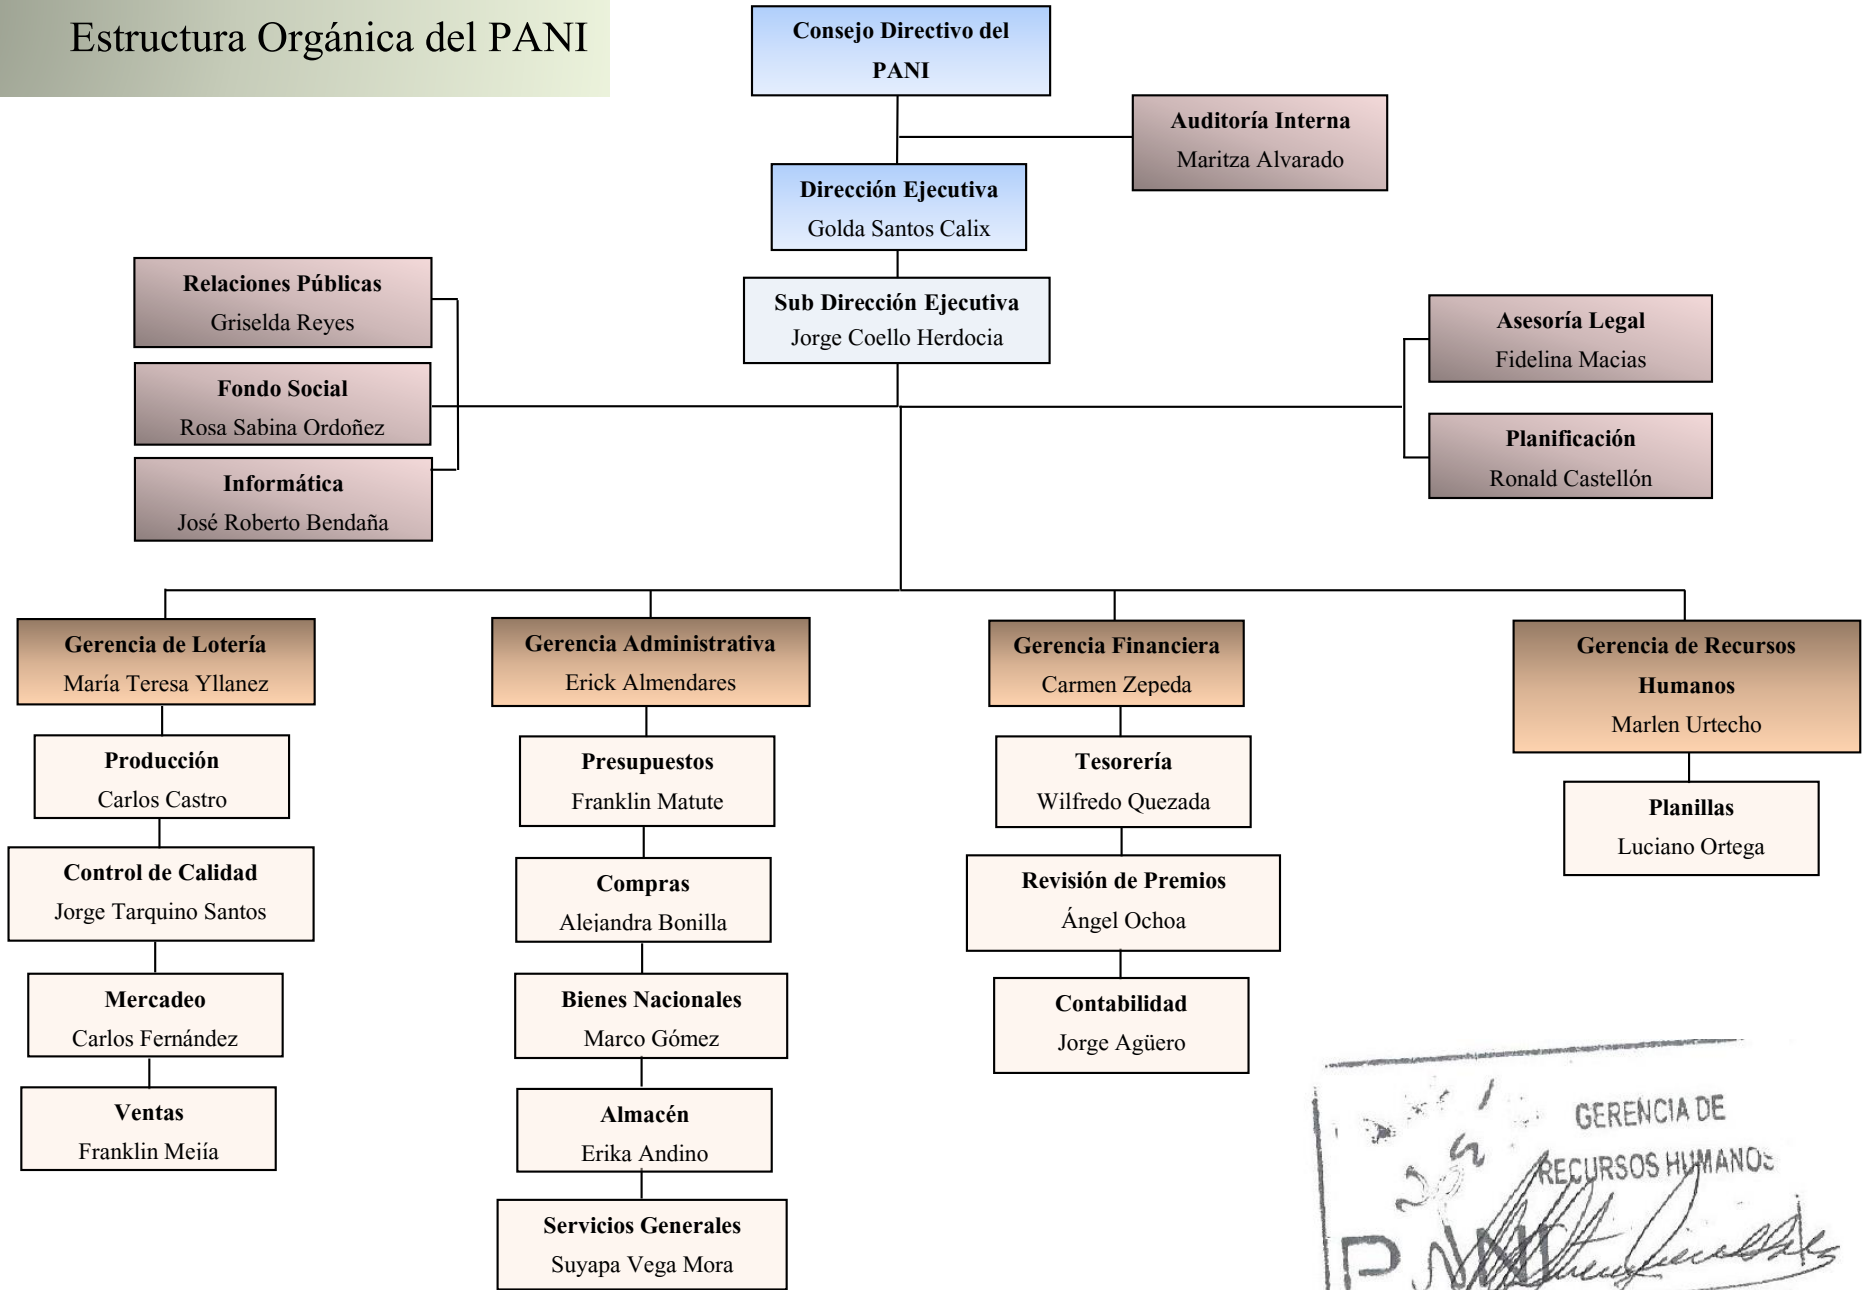 Estructura Orgánica del PANI
Consejo Directivo del
PANI
Auditoría Interna
Maritza Alvarado
Dirección Ejecutiva
Golda Santos Calix
Sub Dirección Ejecutiva
Jorge Coello Herdocia
Relaciones Públicas
Griselda Reyes
Fondo Social
Rosa Sabina Ordoñez
Informática
José Roberto Bendaña
Asesoría Legal
Fidelina Macias
Planificación
Ronald Castellón
Gerencia de Lotería
María Teresa Yllanez
Producción
Carlos Castro
Control de Calidad
Jorge Tarquino Santos
Mercadeo
Carlos Fernández
Ventas
Franklin Mejía
Gerencia Administrativa
Erick Almendares
Presupuestos
Franklin Matute
Compras
Alejandra Bonilla
Bienes Nacionales
Marco Gómez
Almacén
Erika Andino
Servicios Generales
Suyapa Vega Mora
Gerencia Financiera
Carmen Zepeda
Tesorería
Wilfredo Quezada
Revisión de Premios
Ángel Ochoa
Contabilidad
Jorge Agüero
Gerencia de Recursos
Humanos
Marlen Urtecho
Planillas
Luciano Ortega
GERENCIA DE
RECURSOS HUMANOS
PANI